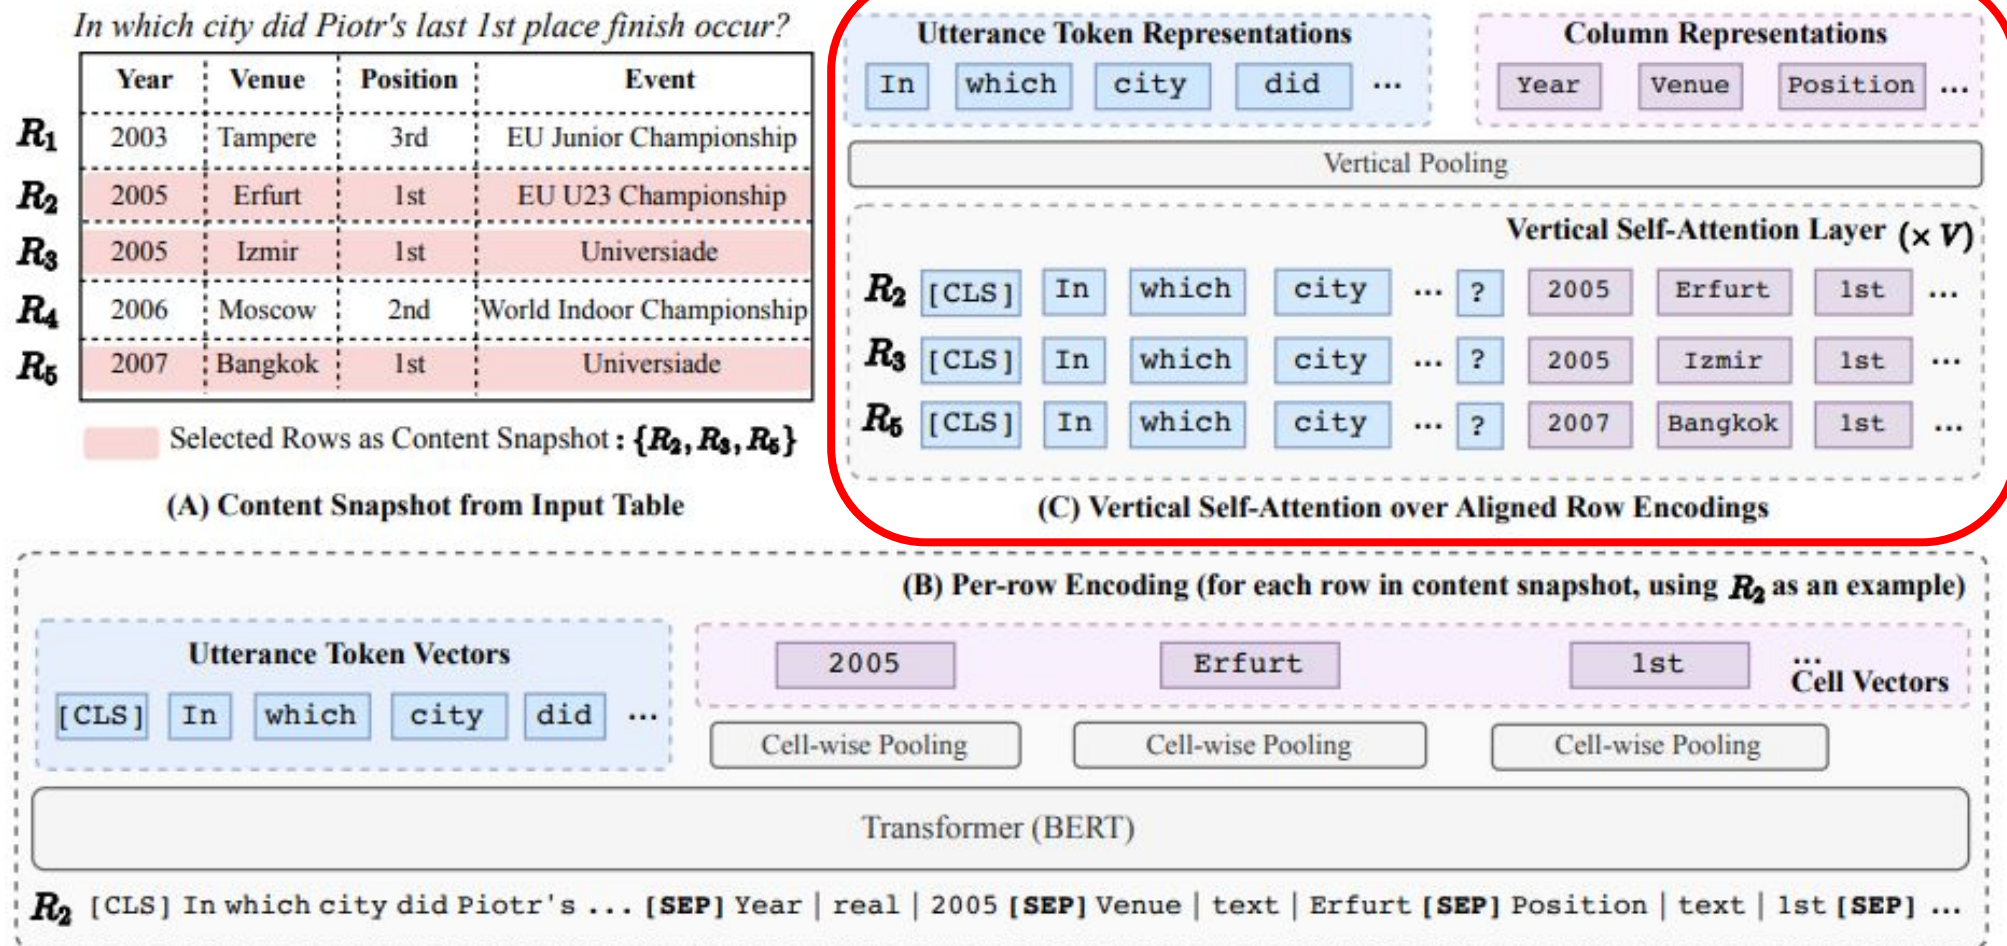 In which city did Piotr's last 1st place finish occur?
Year Venue Position Event
R1 2003 Tampere 3rd EU Junior Championship
R2 2005 Erfurt 1st EU U23 Championship
R3 2005 Izmir 1st Universiade
R4 2006 Moscow 2nd World Indoor Championship
R5 2007 Bangkok 1st Universiade
Selected Rows as Content Snapshot : {R2, R3, R5}
(A) Content Snapshot from Input Table
Utterance Token Representations
In which city did ...
Column Representations
Year Venue Position ...
Vertical Pooling
Vertical Self-Attention Layer (× V)
R2 [CLS] In which city ... ? 2005 Erfurt 1st ...
R3 [CLS] In which city ... ? 2005 Izmir 1st ...
R5 [CLS] In which city ... ? 2007 Bangkok 1st ...
(C) Vertical Self-Attention over Aligned Row Encodings
(B) Per-row Encoding (for each row in content snapshot, using R2 as an example)
Utterance Token Vectors
[CLS] In which city did ...
2005 Erfurt 1st ...
Cell Vectors
Cell-wise Pooling Cell-wise Pooling Cell-wise Pooling
Transformer (BERT)
R2 [CLS] In which city did Piotr's ... [SEP] Year | real | 2005 [SEP] Venue | text | Erfurt [SEP] Position | text | 1st [SEP] ...